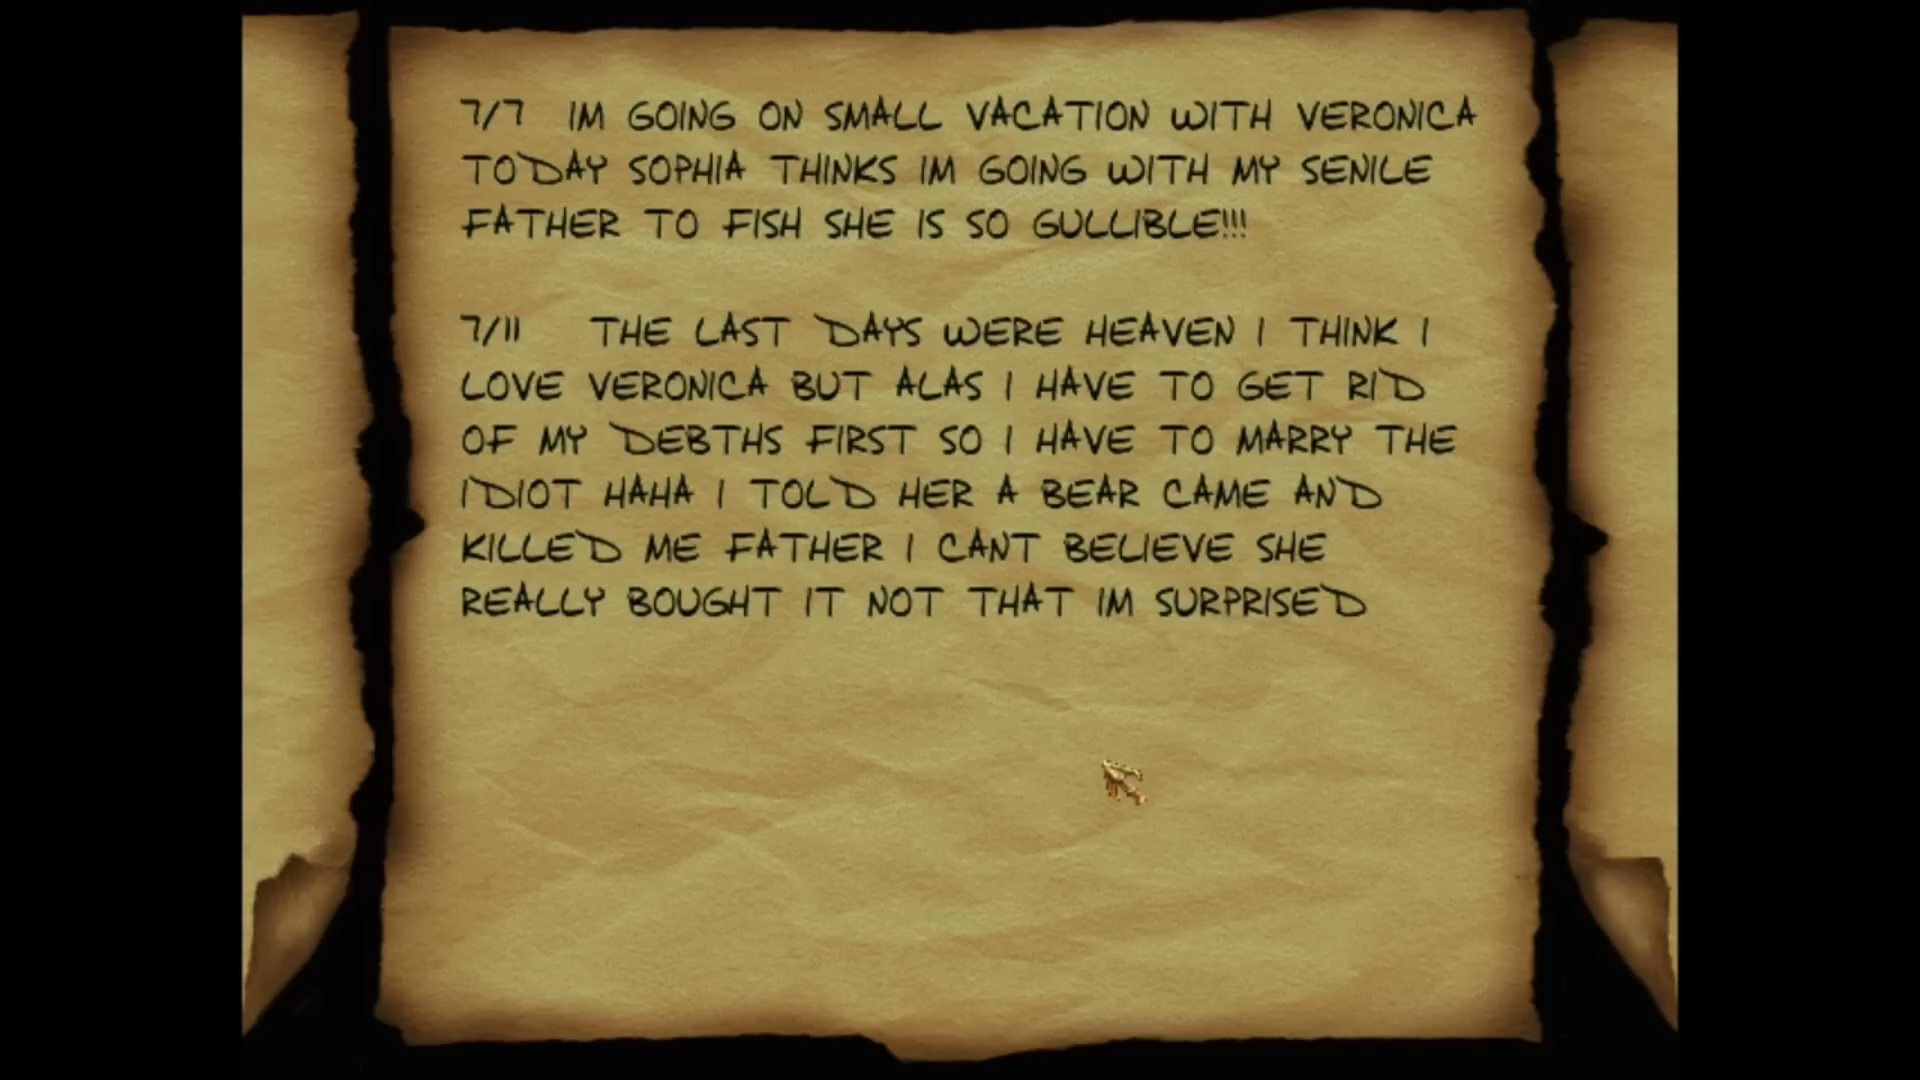 7/7 IM GOING ON SMALL VACATION WITH VERONICA
TODAY SOPHIA THINKS IM GOING WITH MY SENILE
FATHER TO FISH SHE IS SO GULLIBLE!!!
7/11 THE LAST DAYS WERE HEAVEN I THINK I
LOVE VERONICA BUT ALAS I HAVE TO GET RID
OF MY DEBTHS FIRST SO I HAVE TO MARRY THE
IDIOT HAHA I TOLD HER A BEAR CAME AND
KILLED ME FATHER I CANT BELIEVE SHE
REALLY BOUGHT IT NOT THAT IM SURPRISED